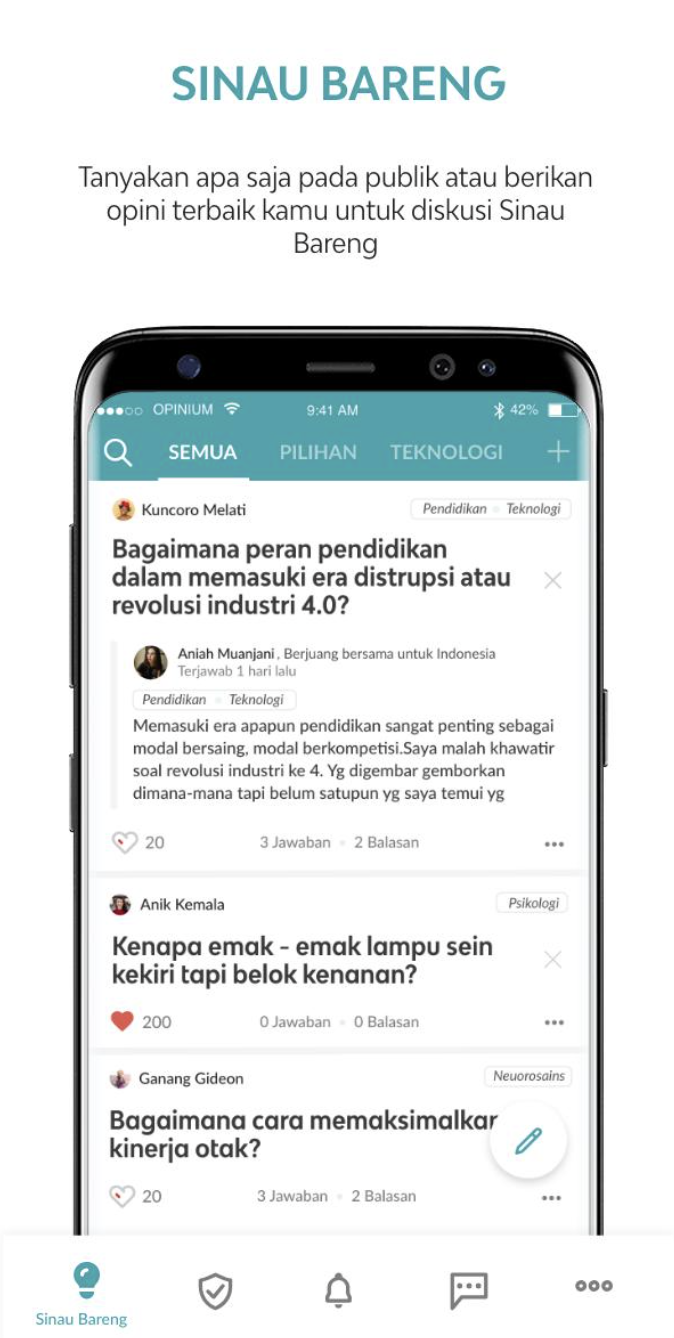 SINAU BARENG
Tanyakan apa saja pada publik atau berikan
opini terbaik kamu untuk diskusi Sinau
Bareng
OPINIUM 9:41 AM 42%
SEMUA PILIHAN TEKNOLOGI
Kuncoro Melati Pendidikan Teknologi
Bagaimana peran pendidikan
dalam memasuki era distrupsi atau
revolusi industri 4.0?
Aniah Muanjani, Berjuang bersama untuk Indonesia
Terjawab 1 hari lalu
Pendidikan Teknologi
Memasuki era apapun pendidikan sangat penting sebagai
modal bersaing, modal berkompetisi.Saya malah khawatir
soal revolusi industri ke 4. Yg digembar gemborkan
dimana-mana tapi belum satupun yg saya temui yg
20 3 Jawaban 2 Balasan
Anik Kemala Psikologi
Kenapa emak - emak lampu sein
kekiri tapi belok kenanan?
200 0 Jawaban 0 Balasan
Ganang Gideon Neuorosains
Bagaimana cara memaksimalkan
kinerja otak?
20 3 Jawaban 2 Balasan
Sinau Bareng